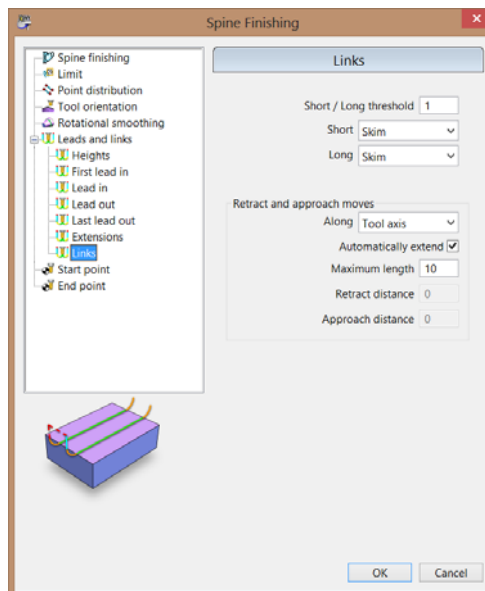 Spine Finishing
Spine finishing
Limit
Point distribution
Tool orientation
Rotational smoothing
Leads and links
Heights
First lead in
Lead in
Lead out
Last lead out
Extensions
Links
Start point
End point
Links
Short / Long threshold 1
Short Skim
Long Skim
Retract and approach moves
Along Tool axis
Automatically extend
Maximum length 10
Retract distance 0
Approach distance 0
OK Cancel